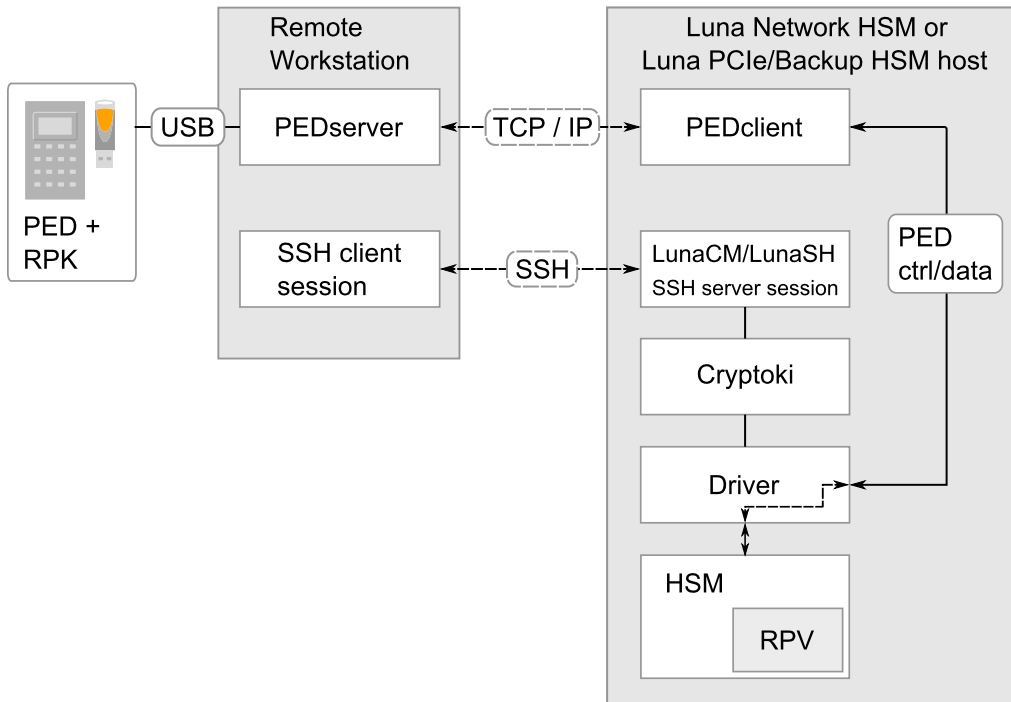 Remote
Workstation
Luna Network HSM or
Luna PCIe/Backup HSM host
USB
PEDserver
TCP / IP
PEDclient
PED +
RPK
SSH client
session
SSH
LunaCM/LunaSH
SSH server session
PED
ctrl/data
Cryptoki
Driver
HSM
RPV